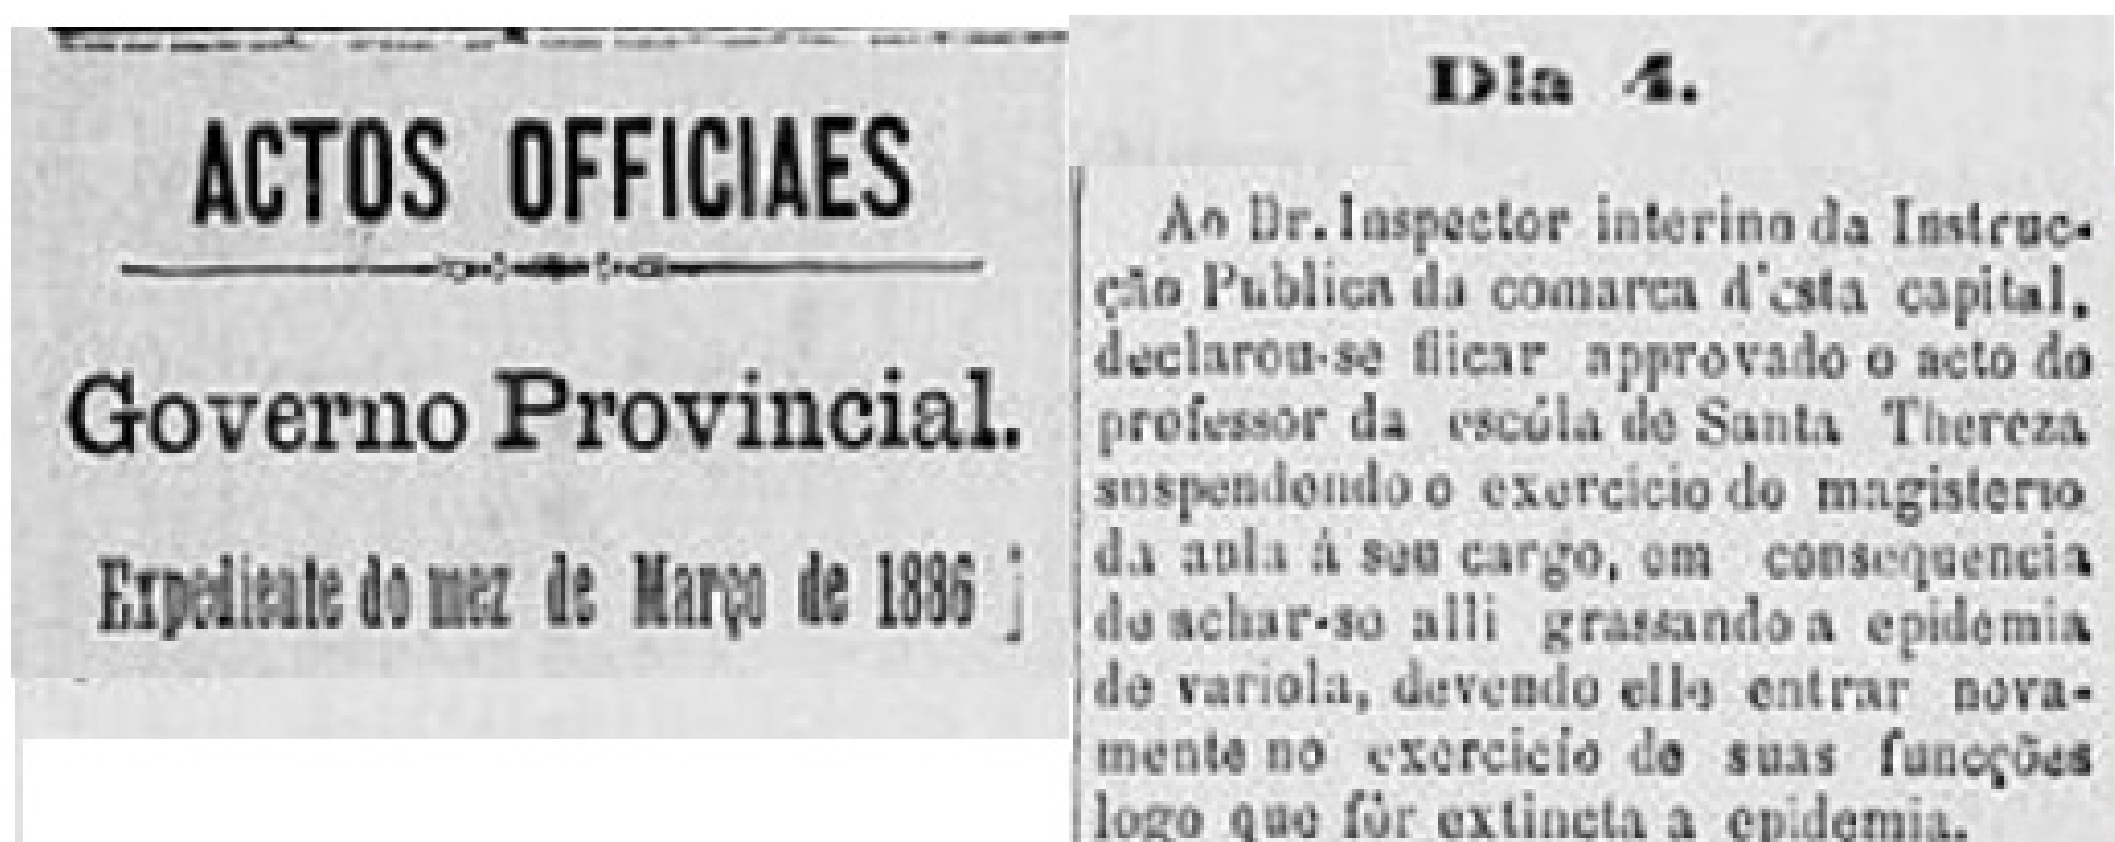 ACTOS OFFICIAES
Governo Provincial.
Expediente do mez de Março de 1886
Dia 4.
Ao Dr. Inspector interino da Instruc-
ção Publica da comarca d'esta capital,
declarou-se fiicar approvado o acto do
professor da escóla de Santa Thereza
suspendendo o exercicio do magisterio
da aula á seu cargo, em consequencia
de achar-se alli grassando a epidemia
de variola, devendo elle entrar nova-
mente no exercicio de suas funcções
logo que fôr extincta a epidemia.